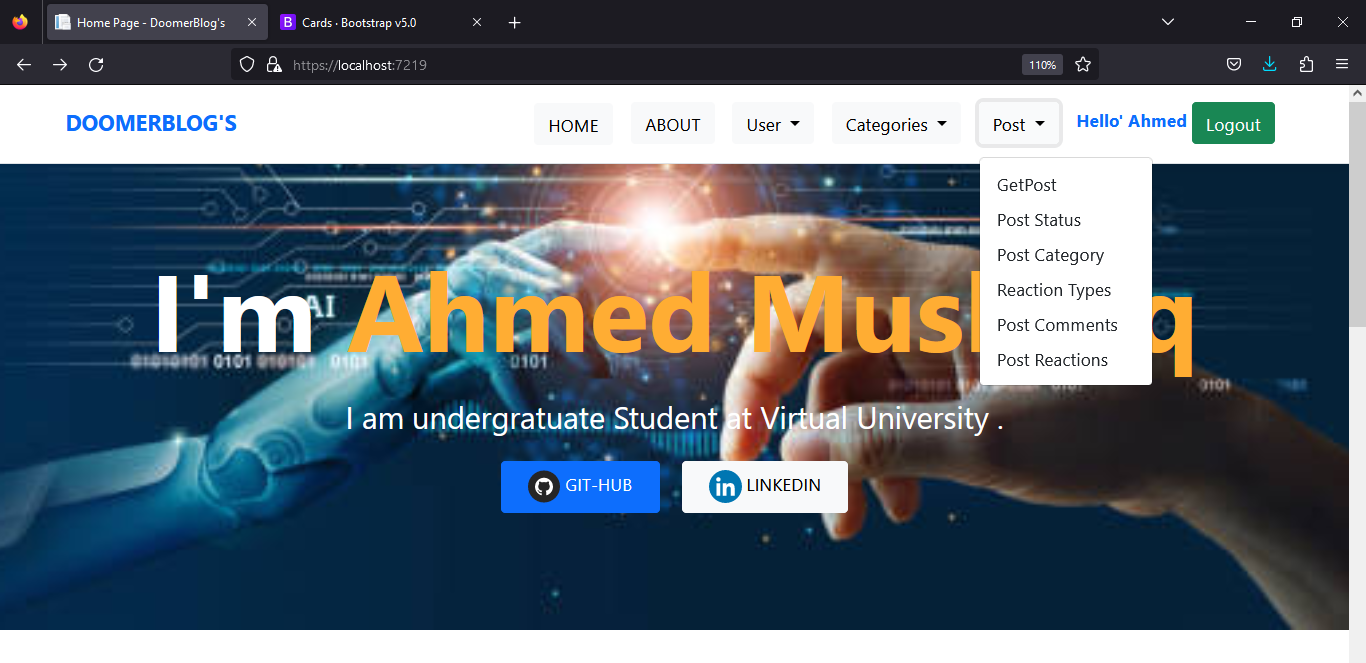 Home Page - DoomerBlog's
Cards · Bootstrap v5.0
https://localhost:7219
110%
DOOMERBLOG'S
HOME
ABOUT
User
Categories
Post
Hello' Ahmed
Logout
GetPost
Post Status
Post Category
Reaction Types
Post Comments
Post Reactions
AI
I'm Ahmed
01010101 0101 010101 0101
0101
0101
I am undergratuate Student at Virtual University .
GIT-HUB
LINKEDIN